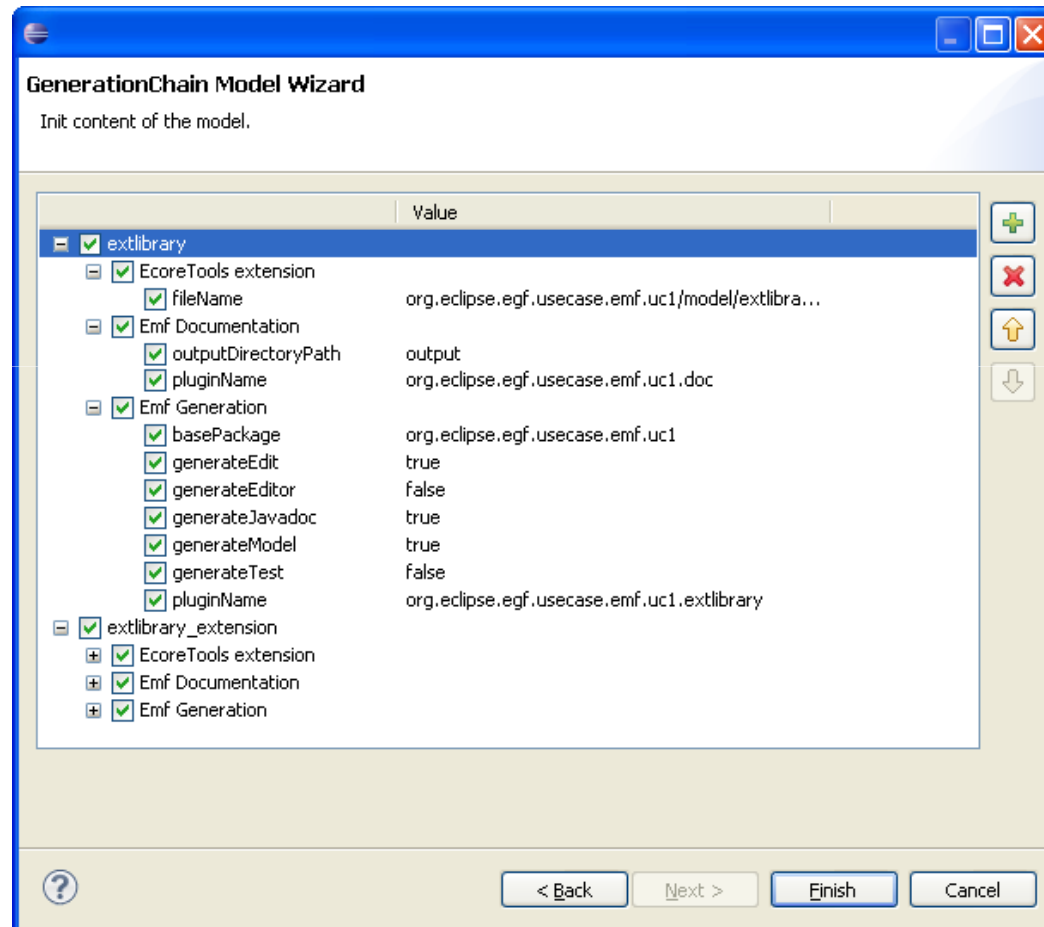 GenerationChain Model Wizard
Init content of the model.
Value
extlibrary
EcoreTools extension
fileName org.eclipse.egf.usecase.emf.uc1/model/extlibra...
Emf Documentation
outputDirectoryPath output
pluginName org.eclipse.egf.usecase.emf.uc1.doc
Emf Generation
basePackage org.eclipse.egf.usecase.emf.uc1
generateEdit true
generateEditor false
generateJavadoc true
generateModel true
generateTest false
pluginName org.eclipse.egf.usecase.emf.uc1.extlibrary
extlibrary_extension
EcoreTools extension
Emf Documentation
Emf Generation
? < Back Next > Finish Cancel